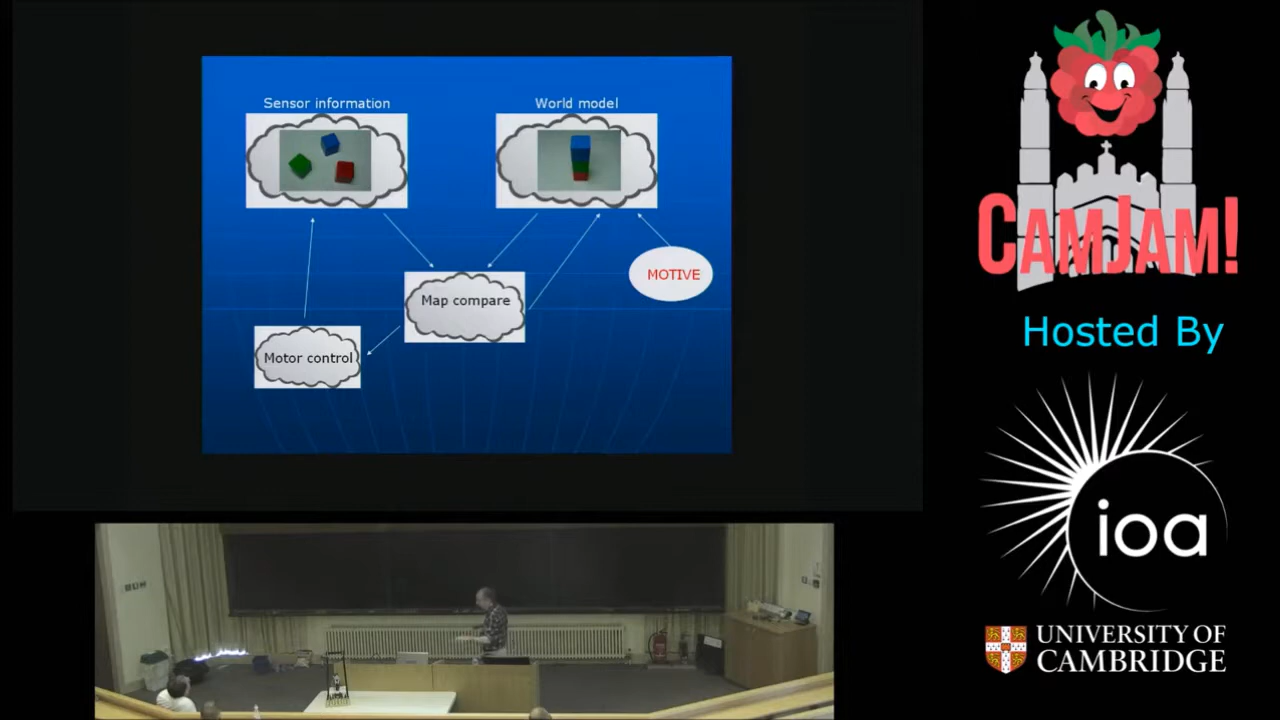 Sensor information
World model
MOTIVE
Map compare
Motor control
CAMJAM!
Hosted By
ioa
UNIVERSITY OF
CAMBRIDGE